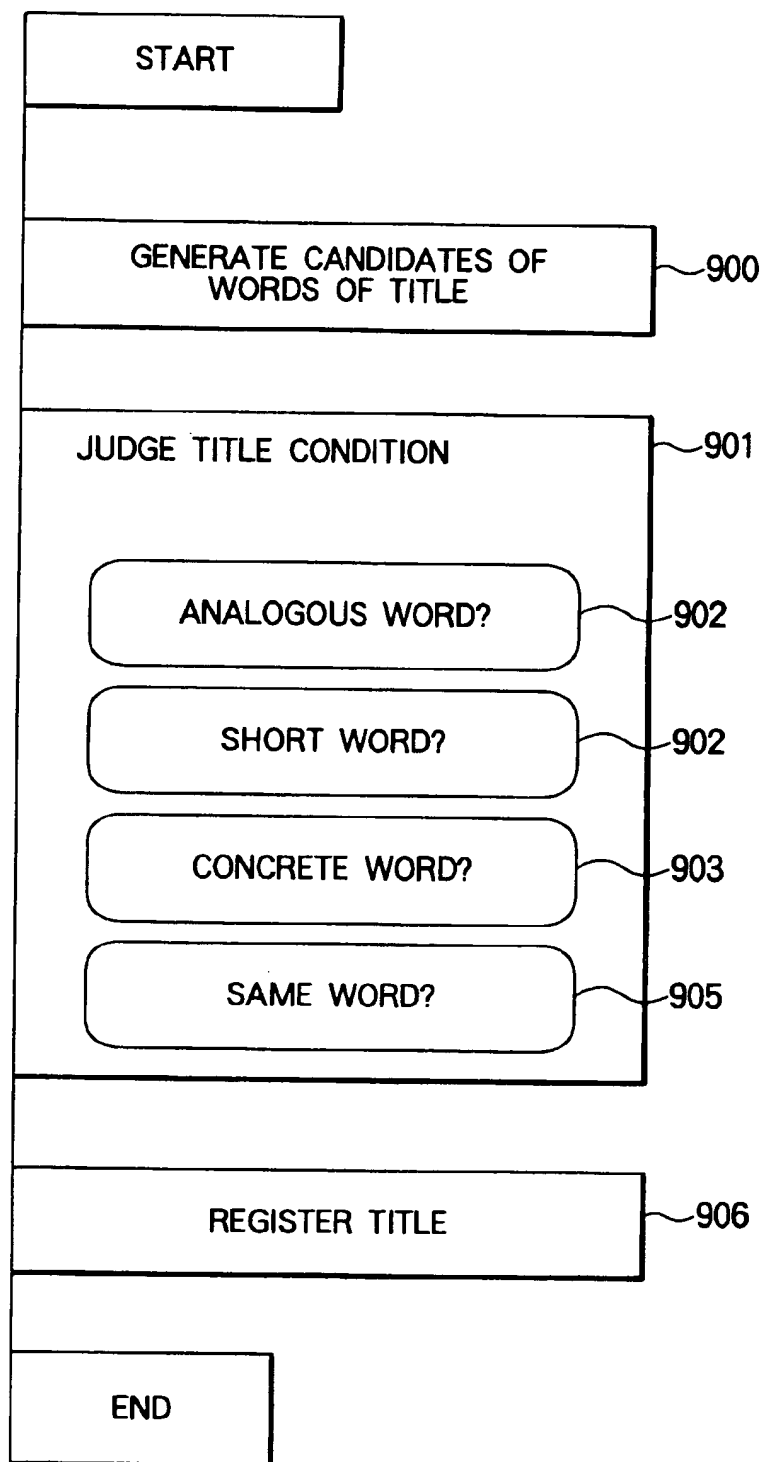 START
GENERATE CANDIDATES OF
WORDS OF TITLE
900
JUDGE TITLE CONDITION
901
ANALOGOUS WORD?
902
SHORT WORD?
902
CONCRETE WORD?
903
SAME WORD?
905
REGISTER TITLE
906
END